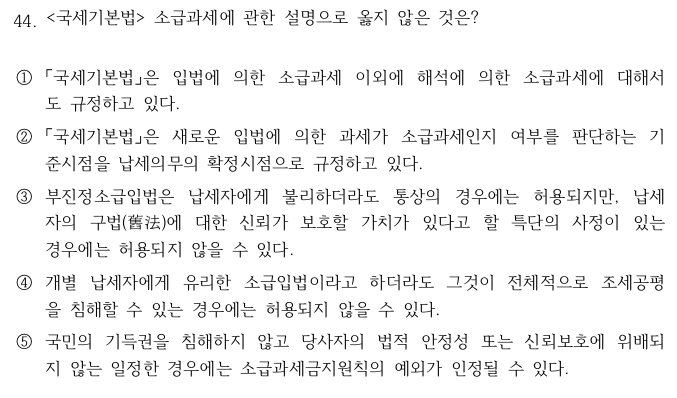 44. <국세기본법> 소급과세에 관한 설명으로 옳지 않은 것은?
① 「국세기본법」은 입법에 의한 소급과세 이외에 해석에 의한 소급과세에 대해서
도 규정하고 있다.
② 「국세기본법」은 새로운 입법에 의한 과세가 소급과세인지 여부를 판단하는 기
준시점을 납세의무의 확정시점으로 규정하고 있다.
③ 부진정소급입법은 납세자에게 불리하더라도 통상의 경우에는 허용되지만, 납세
자의 구법(舊法)에 대한 신뢰가 보호할 가치가 있다고 할 특단의 사정이 있는
경우에는 허용되지 않을 수 있다.
④ 개별 납세자에게 유리한 소급입법이라고 하더라도 그것이 전체적으로 조세공평
을 침해할 수 있는 경우에는 허용되지 않을 수 있다.
⑤ 국민의 기득권을 침해하지 않고 당사자의 법적 안정성 또는 신뢰보호에 위배되
지 않는 일정한 경우에는 소급과세금지원칙의 예외가 인정될 수 있다.